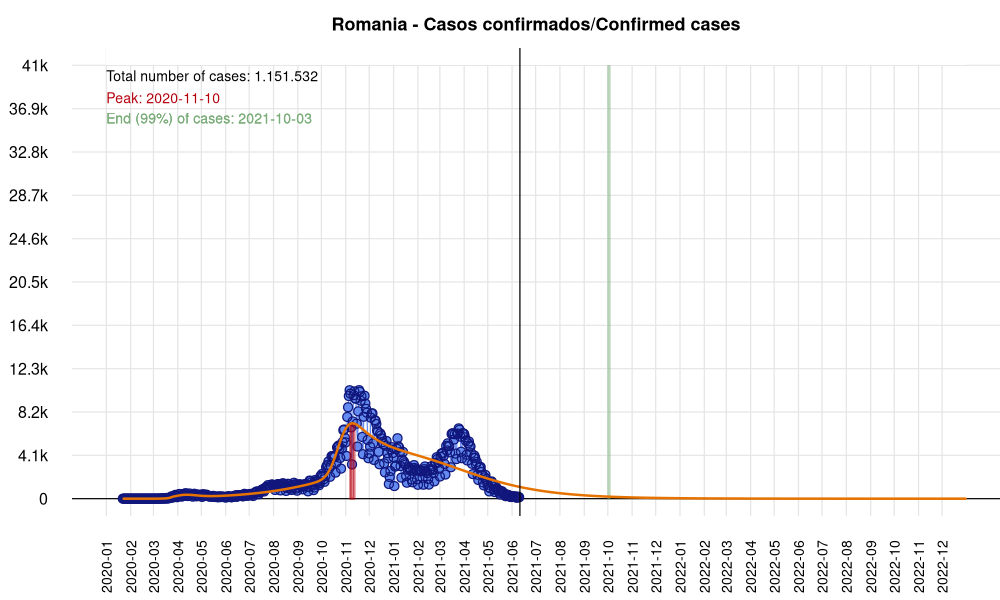 Romania - Casos confirmados/Confirmed cases
Total number of cases: 1.151.532
Peak: 2020-11-10
End (99%) of cases: 2021-10-03
41k
36.9k
32.8k
28.7k
24.6k
20.5k
16.4k
12.3k
8.2k
4.1k
0
2020-01
2020-02
2020-03
2020-04
2020-05
2020-06
2020-07
2020-08
2020-09
2020-10
2020-11
2020-12
2021-01
2021-02
2021-03
2021-04
2021-05
2021-06
2021-07
2021-08
2021-09
2021-10
2021-11
2021-12
2022-01
2022-02
2022-03
2022-04
2022-05
2022-06
2022-07
2022-08
2022-09
2022-10
2022-11
2022-12